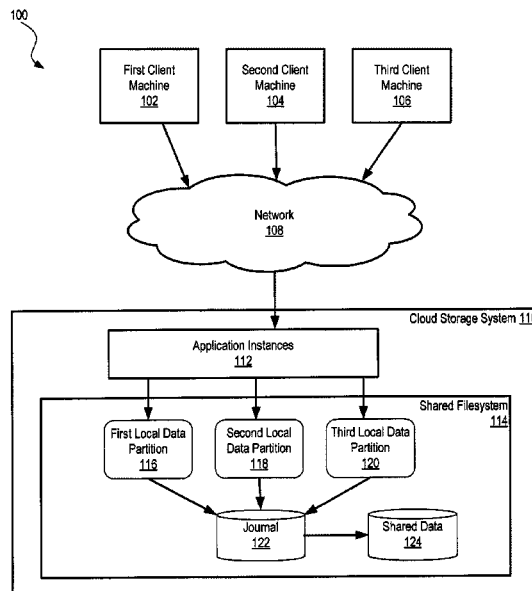 100
First Client
Machine
102
Second Client
Machine
104
Third Client
Machine
106
Network
108
Cloud Storage System 11
Application Instances
112
Shared Filesystem
114
First Local Data
Partition
116
Second Local
Data Partition
118
Third Local Data
Partition
120
Journal
122
Shared Data
124